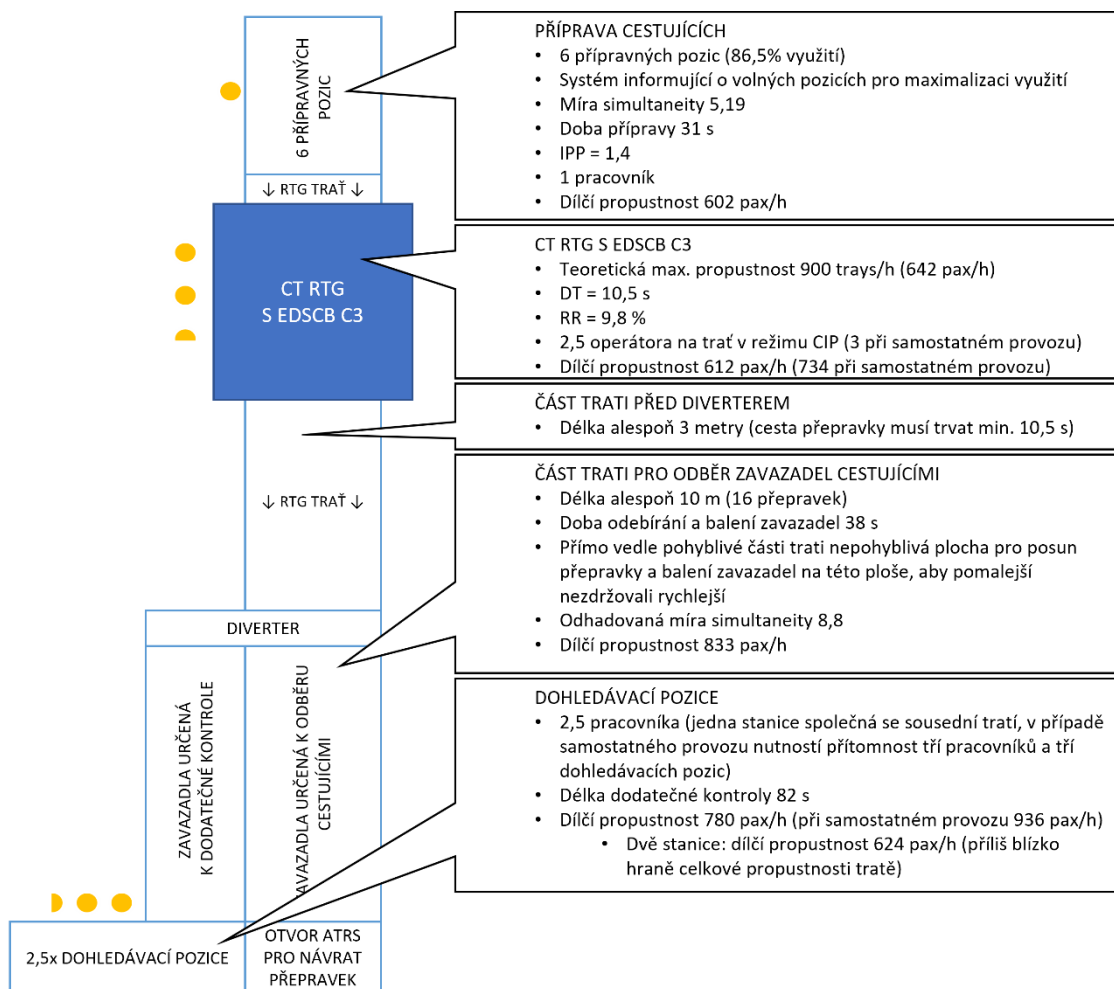 6 PŘÍPRAVNÝCH
POZIC
↓ RTG TRAŤ ↓
CT RTG
S EDSCB C3
↓ RTG TRAŤ ↓
DIVERTER
ZAVAZADLA URČENÁ
K DODATEČNÉ KONTROLE
AVAZADLA URČENÁ K ODBĚRU
CESTUJÍCÍMI
2,5x DOHLEDÁVACÍ POZICE
OTVOR ATRS
PRO NÁVRAT
PŘEPRAVEK
PŘÍPRAVA CESTUJÍCÍCH
• 6 přípravných pozic (86,5% využití)
• Systém informující o volných pozicích pro maximalizaci využití
• Míra simultaneity 5,19
• Doba přípravy 31 s
• IPP = 1,4
• 1 pracovník
• Dílčí propustnost 602 pax/h
CT RTG S EDSCB C3
• Teoretická max. propustnost 900 trays/h (642 pax/h)
• DT = 10,5 s
• RR = 9,8 %
• 2,5 operátora na trať v režimu CIP (3 při samostatném provozu)
• Dílčí propustnost 612 pax/h (734 při samostatném provozu)
ČÁST TRATI PŘED DIVERTEREM
• Délka alespoň 3 metry (cesta přepravky musí trvat min. 10,5 s)
ČÁST TRATI PRO ODBĚR ZAVAZADEL CESTUJÍCÍMI
• Délka alespoň 10 m (16 přepravek)
• Doba odebírání a balení zavazadel 38 s
• Přímo vedle pohyblivé části trati nepohyblivá plocha pro posun
přepravky a balení zavazadel na této ploše, aby pomalejší
nezdržovali rychlejší
• Odhadovaná míra simultaneity 8,8
• Dílčí propustnost 833 pax/h
DOHLEDÁVACÍ POZICE
• 2,5 pracovníka (jedna stanice společná se sousední tratí, v případě
samostatného provozu nutností přítomnost tří pracovníků a tří
dohledávacích pozic)
• Délka dodatečné kontroly 82 s
• Dílčí propustnost 780 pax/h (při samostatném provozu 936 pax/h)
• Dvě stanice: dílčí propustnost 624 pax/h (příliš blízko
hraně celkové propustnosti tratě)